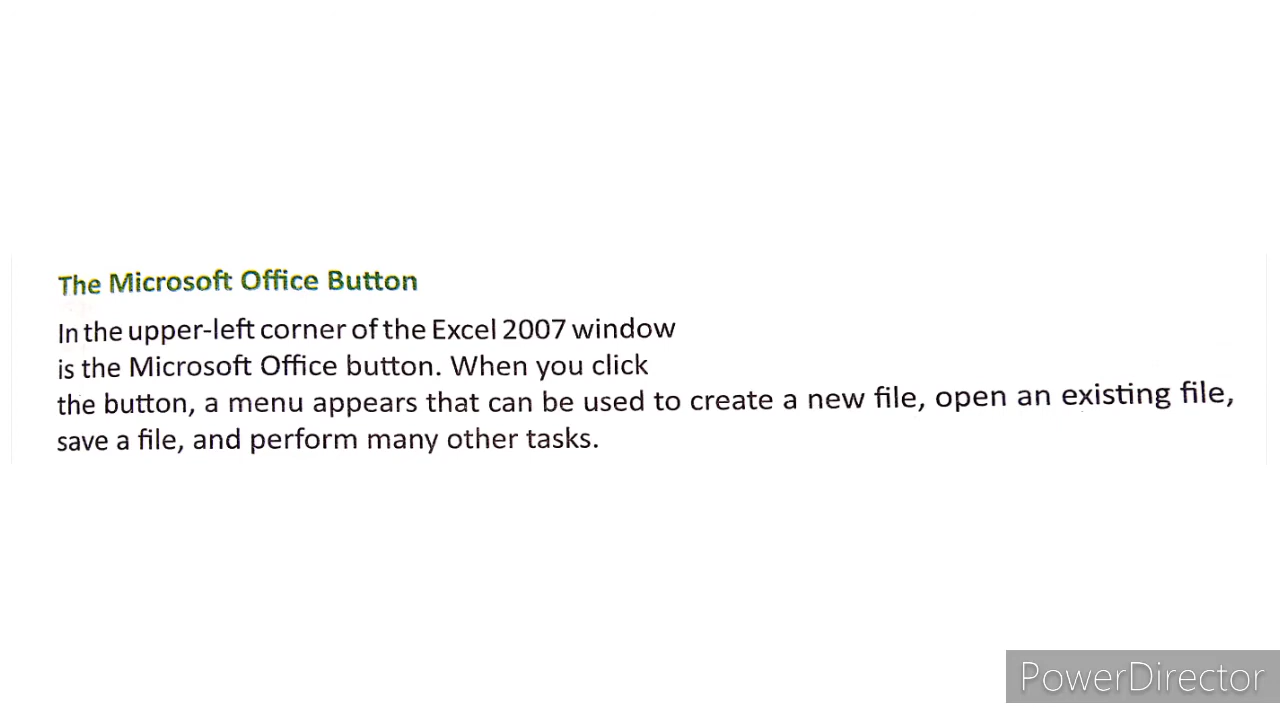 The Microsoft Office Button
In the upper-left corner of the Excel 2007 window
is the Microsoft Office button. When you click
the button, a menu appears that can be used to create a new file, open an existing file,
save a file, and perform many other tasks.
PowerDirector